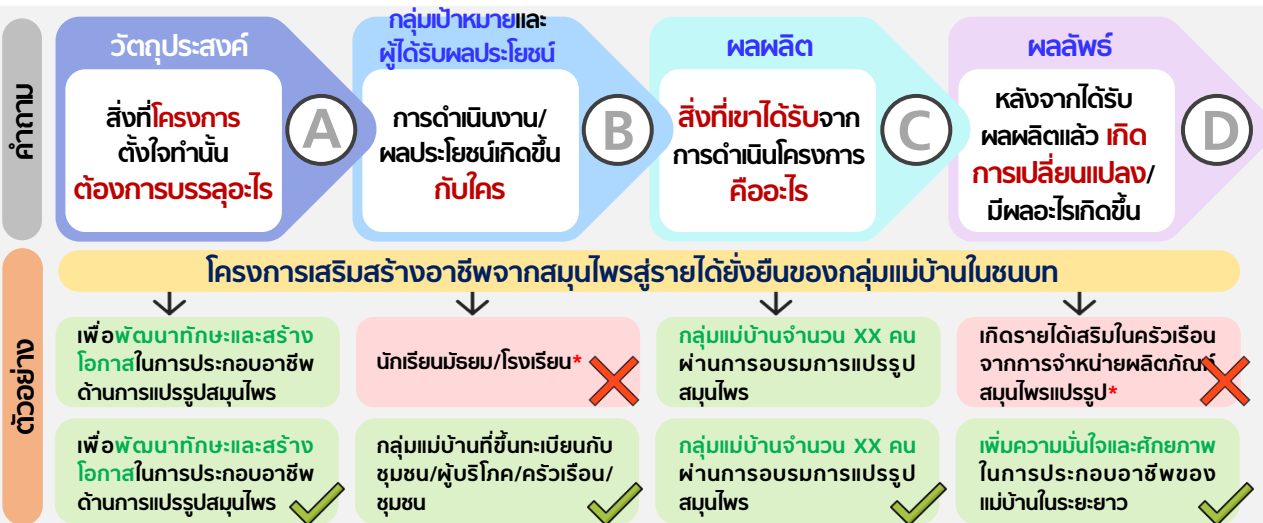 คำถาม
วัตถุประสงค์
สิ่งที่โครงการ
ตั้งใจทำนั้น
ต้องการบรรลุอะไร
A
กลุ่มเป้าหมายและ
ผู้ได้รับผลประโยชน์
การดำเนินงาน/
ผลประโยชน์เกิดขึ้น
กับใคร
B
ผลผลิต
สิ่งที่เขาได้รับจาก
การดำเนินโครงการ
คืออะไร
C
ผลลัพธ์
หลังจากได้รับ
ผลผลิตแล้ว เกิด
การเปลี่ยนแปลง/
มีผลอะไรเกิดขึ้น
D
ตัวอย่าง
โครงการเสริมสร้างอาชีพจากสมุนไพรสู่รายได้ยั่งยืนของกลุ่มแม่บ้านในชนบท
เพื่อพัฒนาทักษะและสร้าง
โอกาสในการประกอบอาชีพ
ด้านการแปรรูปสมุนไพร
นักเรียนมัธยม/โรงเรียน*
กลุ่มแม่บ้านจำนวน XX คน
ผ่านการอบรมการแปรรูป
สมุนไพร
เกิดรายได้เสริมในครัวเรือน
จากการจำหน่ายผลิตภัณฑ์
สมุนไพรแปรรูป*
เพื่อพัฒนาทักษะและสร้าง
โอกาสในการประกอบอาชีพ
ด้านการแปรรูปสมุนไพร
กลุ่มแม่บ้านที่ขึ้นทะเบียนกับ
ชุมชน/ผู้บริโภค/ครัวเรือน/
ชุมชน
กลุ่มแม่บ้านจำนวน XX คน
ผ่านการอบรมการแปรรูป
สมุนไพร
เพิ่มความมั่นใจและศักยภาพ
ในการประกอบอาชีพของ
แม่บ้านในระยะยาว